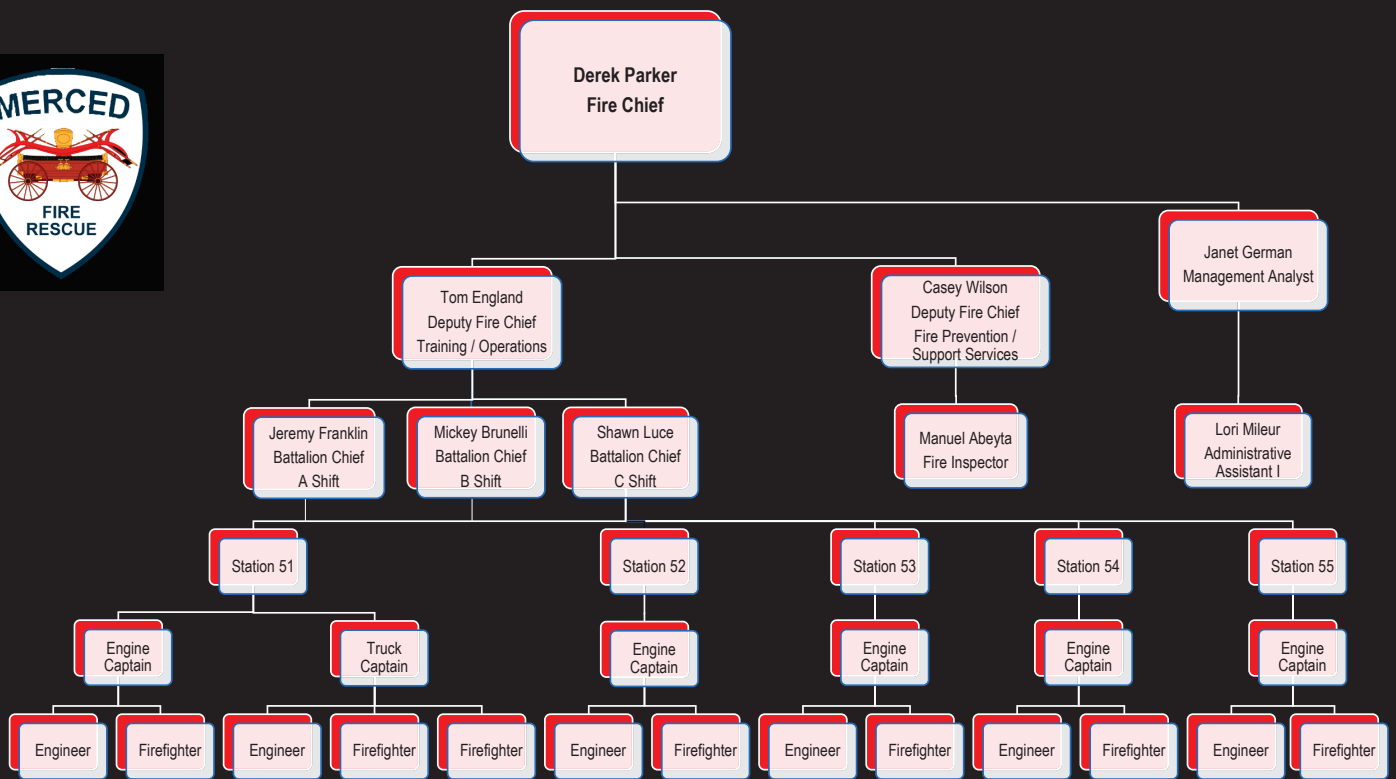 MERCED
FIRE
RESCUE
Derek Parker
Fire Chief
Janet German
Management Analyst
Tom England
Deputy Fire Chief
Training / Operations
Casey Wilson
Deputy Fire Chief
Fire Prevention /
Support Services
Jeremy Franklin
Battalion Chief
A Shift
Mickey Brunelli
Battalion Chief
B Shift
Shawn Luce
Battalion Chief
C Shift
Manuel Abeyta
Fire Inspector
Lori Mileur
Administrative
Assistant I
Station 51
Station 52
Station 53
Station 54
Station 55
Engine
Captain
Truck
Captain
Engine
Captain
Engine
Captain
Engine
Captain
Engine
Captain
Engineer
Firefighter
Engineer
Firefighter
Firefighter
Engineer
Firefighter
Engineer
Firefighter
Engineer
Firefighter
Engineer
Firefighter